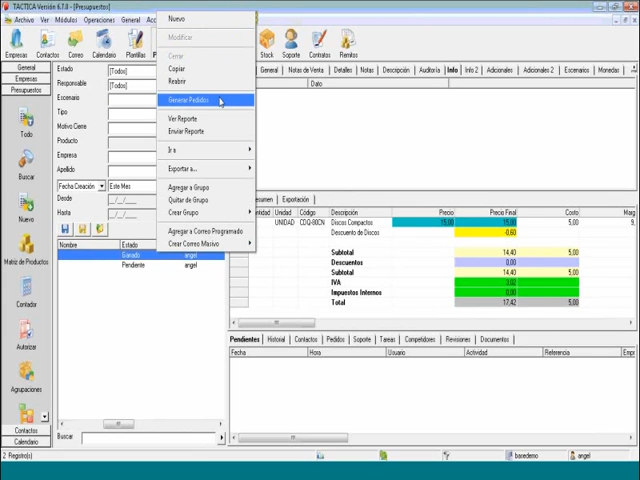 TACTICA Versión 6.7.0 - [Presupuestos]
Archivo Ver Módulos Operaciones General
Empresas Contactos Correo Calendario Plantillas Stock Soporte Contratos Remitos
General
Empresas
Presupuestos
Todo
Buscar
Nuevo
Matriz de Productos
Contador
Autorizar
Agrupaciones
Contactos
Calendario
Estado [Todos]
Responsable [Todos]
Escenario
Tipo
Motivo Cierre
Producto
Empresa
Apellido
Fecha Creación Este Mes
Desde __/__/__
Hasta __/__/__
Nombre Estado
Ganado angel
Pendiente angel
Buscar
Nuevo
Modificar
Cerrar
Copiar
Reabrir
Generar Pedidos
Ver Reporte
Enviar Reporte
Ir a
Exportar a...
Agregar a Grupo
Quitar de Grupo
Crear Grupo
Agregar a Correo Programado
Crear Correo Masivo
General Notas de Venta Detalles Notas Descripción Auditoría Info Info 2 Adicionales Adicionales 2 Escenarios Monedas
Dato
Exportación
Unidad Código Descripción Precio Precio Final Costo
UNIDAD CDQ-80CN Discos Compactos 15,00 15,00 5,00
Descuento de Discos -0,60
Subtotal 14,40 5,00
Descuentos 0,00
Subtotal 14,40 5,00
IVA 3,02
Impuestos Internos 0,00
Total 17,42 5,00
Pendientes Historial Contactos Pedidos Soporte Tareas Competidores Revisiones Documentos
Fecha Hora Usuario Actividad Referencia
2 Registro(s) basedemo angel